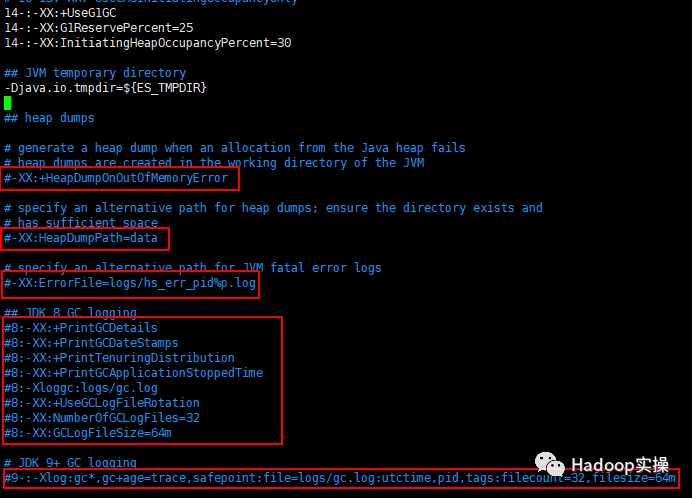 14-:-XX:+UseG1GC
14-:-XX:G1ReservePercent=25
14-:-XX:InitiatingHeapOccupancyPercent=30
## JVM temporary directory
-Djava.io.tmpdir=${ES_TMPDIR}
## heap dumps
# generate a heap dump when an allocation from the Java heap fails
# heap dumps are created in the working directory of the JVM
#-XX:+HeapDumpOnOutOfMemoryError
# specify an alternative path for heap dumps; ensure the directory exists and
# has sufficient space
#-XX:HeapDumpPath=data
# specify an alternative path for JVM fatal error logs
#-XX:ErrorFile=logs/hs_err_pid%p.log
## JDK 8 GC logging
#8:-XX:+PrintGCDetails
#8:-XX:+PrintGCDateStamps
#8:-XX:+PrintTenuringDistribution
#8:-XX:+PrintGCApplicationStoppedTime
#8:-Xloggc:logs/gc.log
#8:-XX:+UseGCLogFileRotation
#8:-XX:NumberOfGCLogFiles=32
#8:-XX:GCLogFileSize=64m
# JDK 9+ GC logging
#9-:-Xlog:gc*,gc+age=trace,safepoint:file=logs/gc.log:utctime,pid,tags:filecount=32,filesize=64m
Hadoop实操